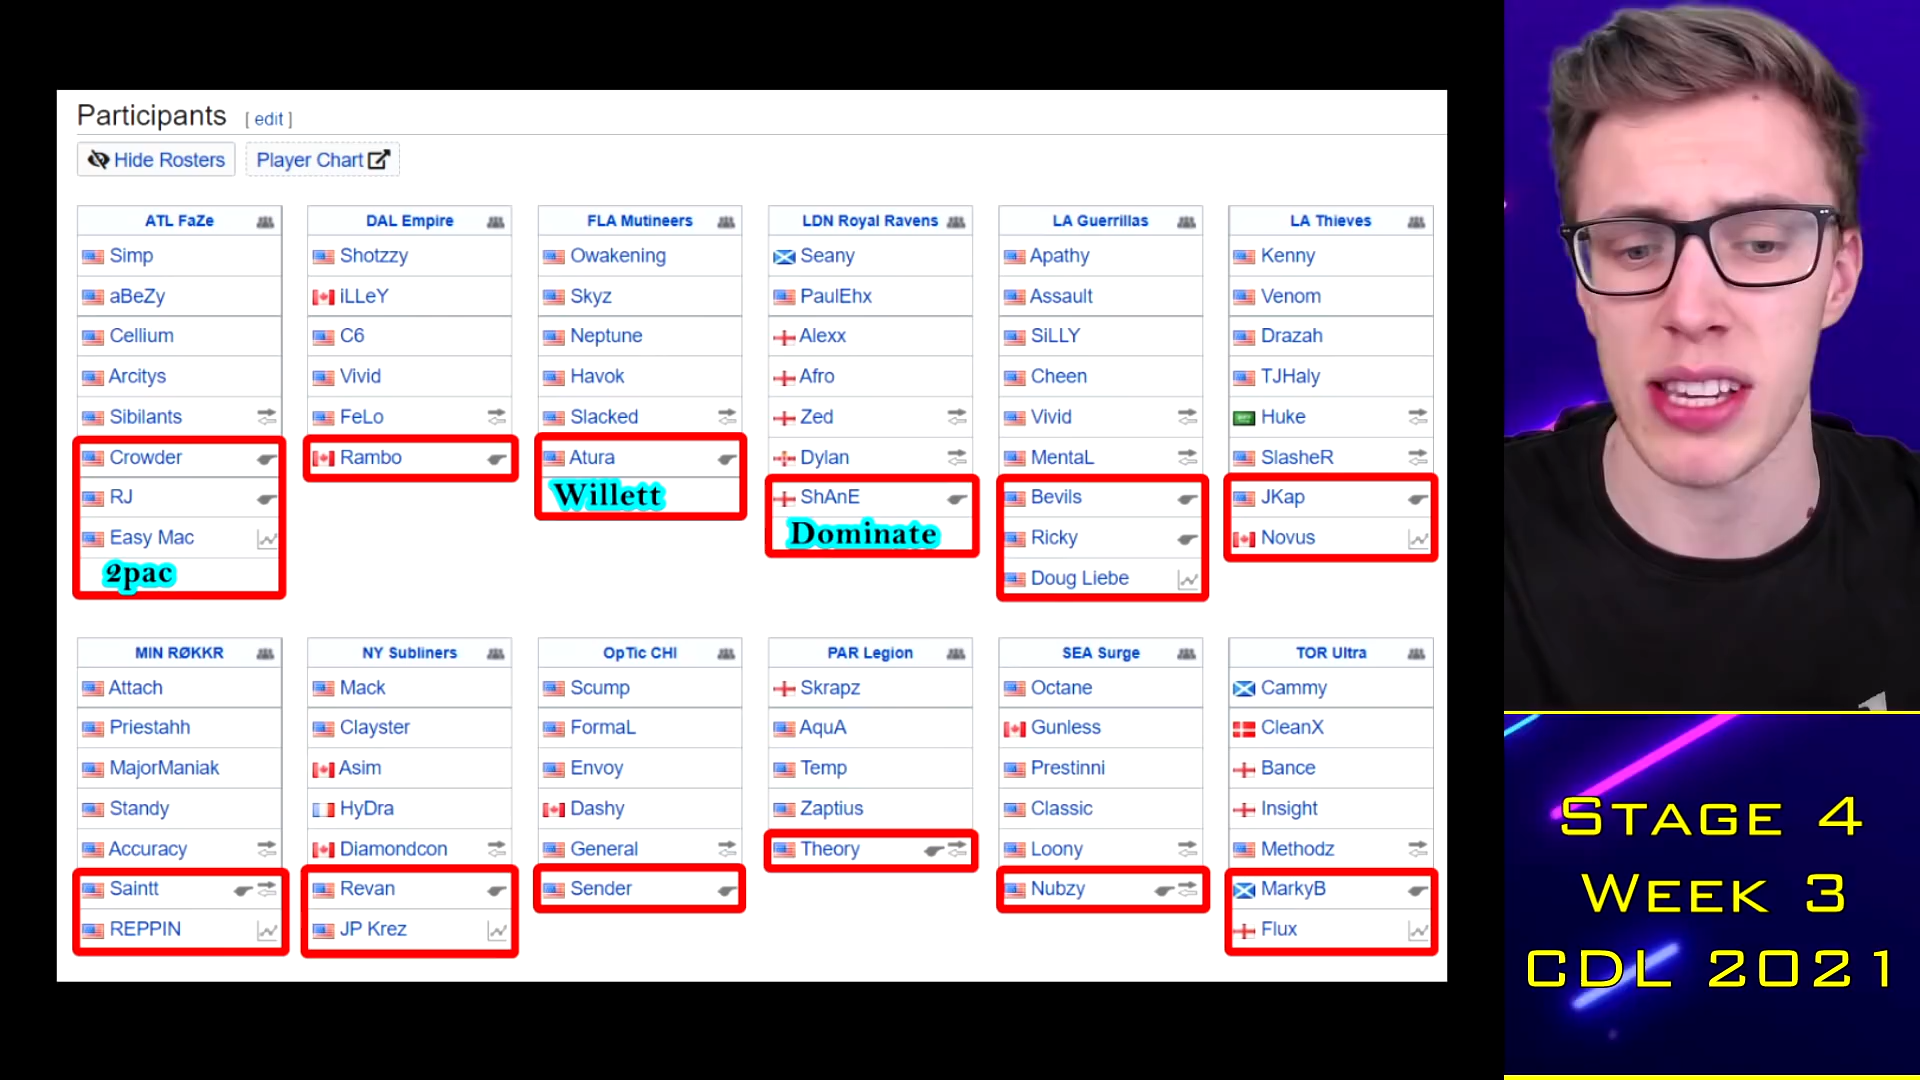 Participants [ edit ]
Hide Rosters Player Chart
ATL FaZe
Simp
aBeZy
Cellium
Arcitys
Sibilants
Crowder
RJ
Easy Mac
2pac
DAL Empire
Shotzzy
iLLeY
C6
Vivid
FeLo
Rambo
FLA Mutineers
Owakening
Skyz
Neptune
Havok
Slacked
Atura
Willett
LDN Royal Ravens
Seany
PaulEhx
Alexx
Afro
Zed
Dylan
ShAnE
Dominate
LA Guerrillas
Apathy
Assault
SiLLY
Cheen
Vivid
MentaL
Bevils
Ricky
Doug Liebe
LA Thieves
Kenny
Venom
Drazah
TJHaly
Huke
SlasheR
JKap
Novus
MIN RØKKR
Attach
Priestahh
MajorManiak
Standy
Accuracy
Saintt
REPPIN
NY Subliners
Mack
Clayster
Asim
HyDra
Diamondcon
Revan
JP Krez
OpTic CHI
Scump
FormaL
Envoy
Dashy
General
Sender
PAR Legion
Skrapz
AquA
Temp
Zaptius
Theory
SEA Surge
Octane
Gunless
Prestinni
Classic
Loony
Nubzy
TOR Ultra
Cammy
CleanX
Bance
Insight
Methodz
MarkyB
Flux
Stage 4
Week 3
CDL 2021